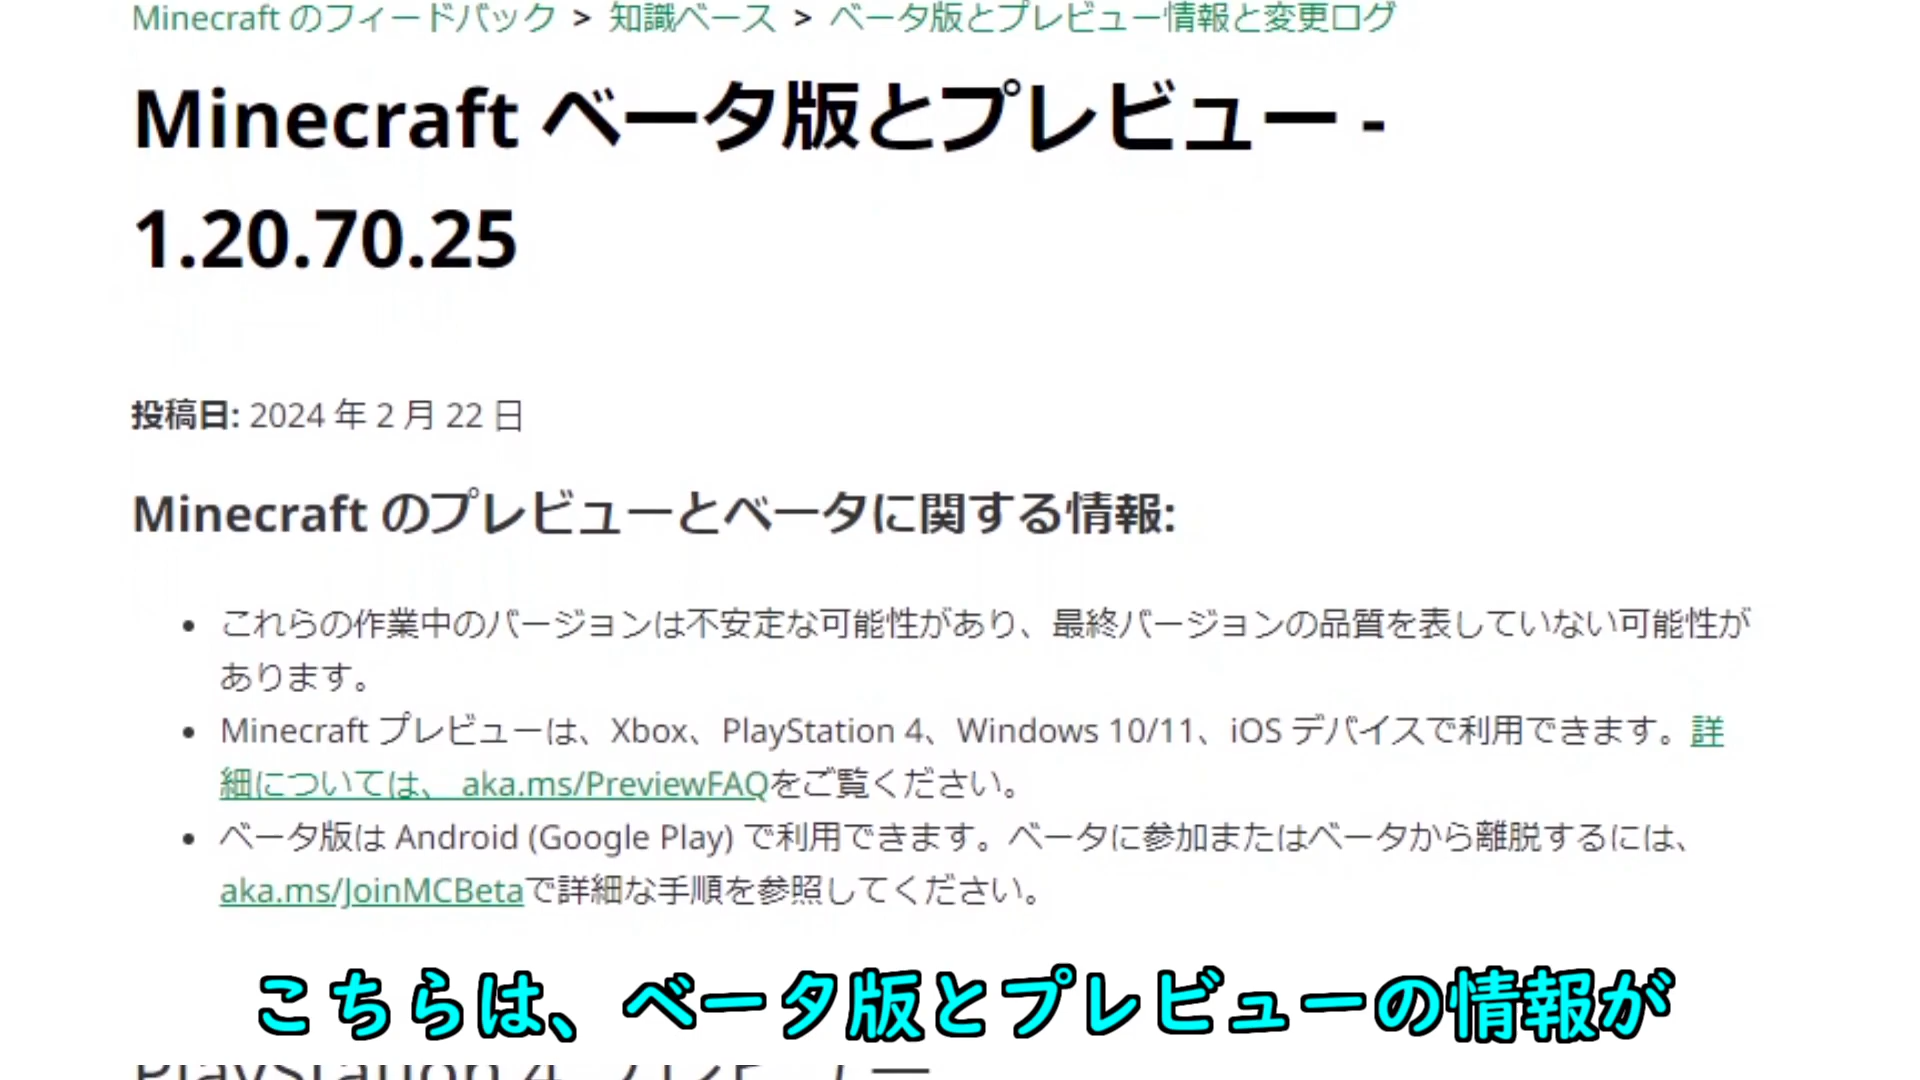 Minecraft のフィードバック > 知識ベース > ベータ版とプレビュー情報と変更ログ
Minecraft ベータ版とプレビュー -
1.20.70.25
投稿日: 2024 年 2 月 22 日
Minecraft のプレビューとベータに関する情報:
• これらの作業中のバージョンは不安定な可能性があり、最終バージョンの品質を表していない可能性が
あります。
• Minecraft プレビューは、Xbox、PlayStation 4、Windows 10/11、iOS デバイスで利用できます。詳
細については、 aka.ms/PreviewFAQをご覧ください。
• ベータ版は Android (Google Play) で利用できます。ベータに参加またはベータから離脱するには、
aka.ms/JoinMCBetaで詳細な手順を参照してください。
こちらは、ベータ版とプレビューの情報が
PlayStation 4 プレビュー